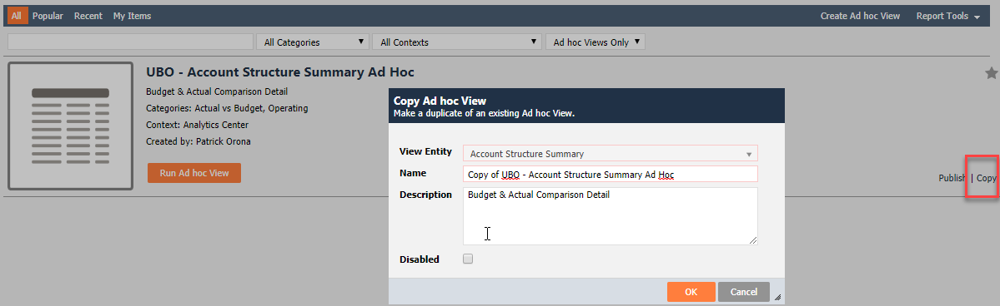 All Popular Recent My Items Create Ad hoc View Report Tools
All Categories All Contexts Ad hoc Views Only
UBO - Account Structure Summary Ad Hoc
Budget & Actual Comparison Detail
Categories: Actual vs Budget, Operating
Context: Analytics Center
Created by: Patrick Orona
Run Ad hoc View
Publish | Copy
Copy Ad hoc View
Make a duplicate of an existing Ad hoc View.
View Entity Account Structure Summary
Name Copy of UBO - Account Structure Summary Ad Hoc
Description Budget & Actual Comparison Detail
Disabled
OK Cancel